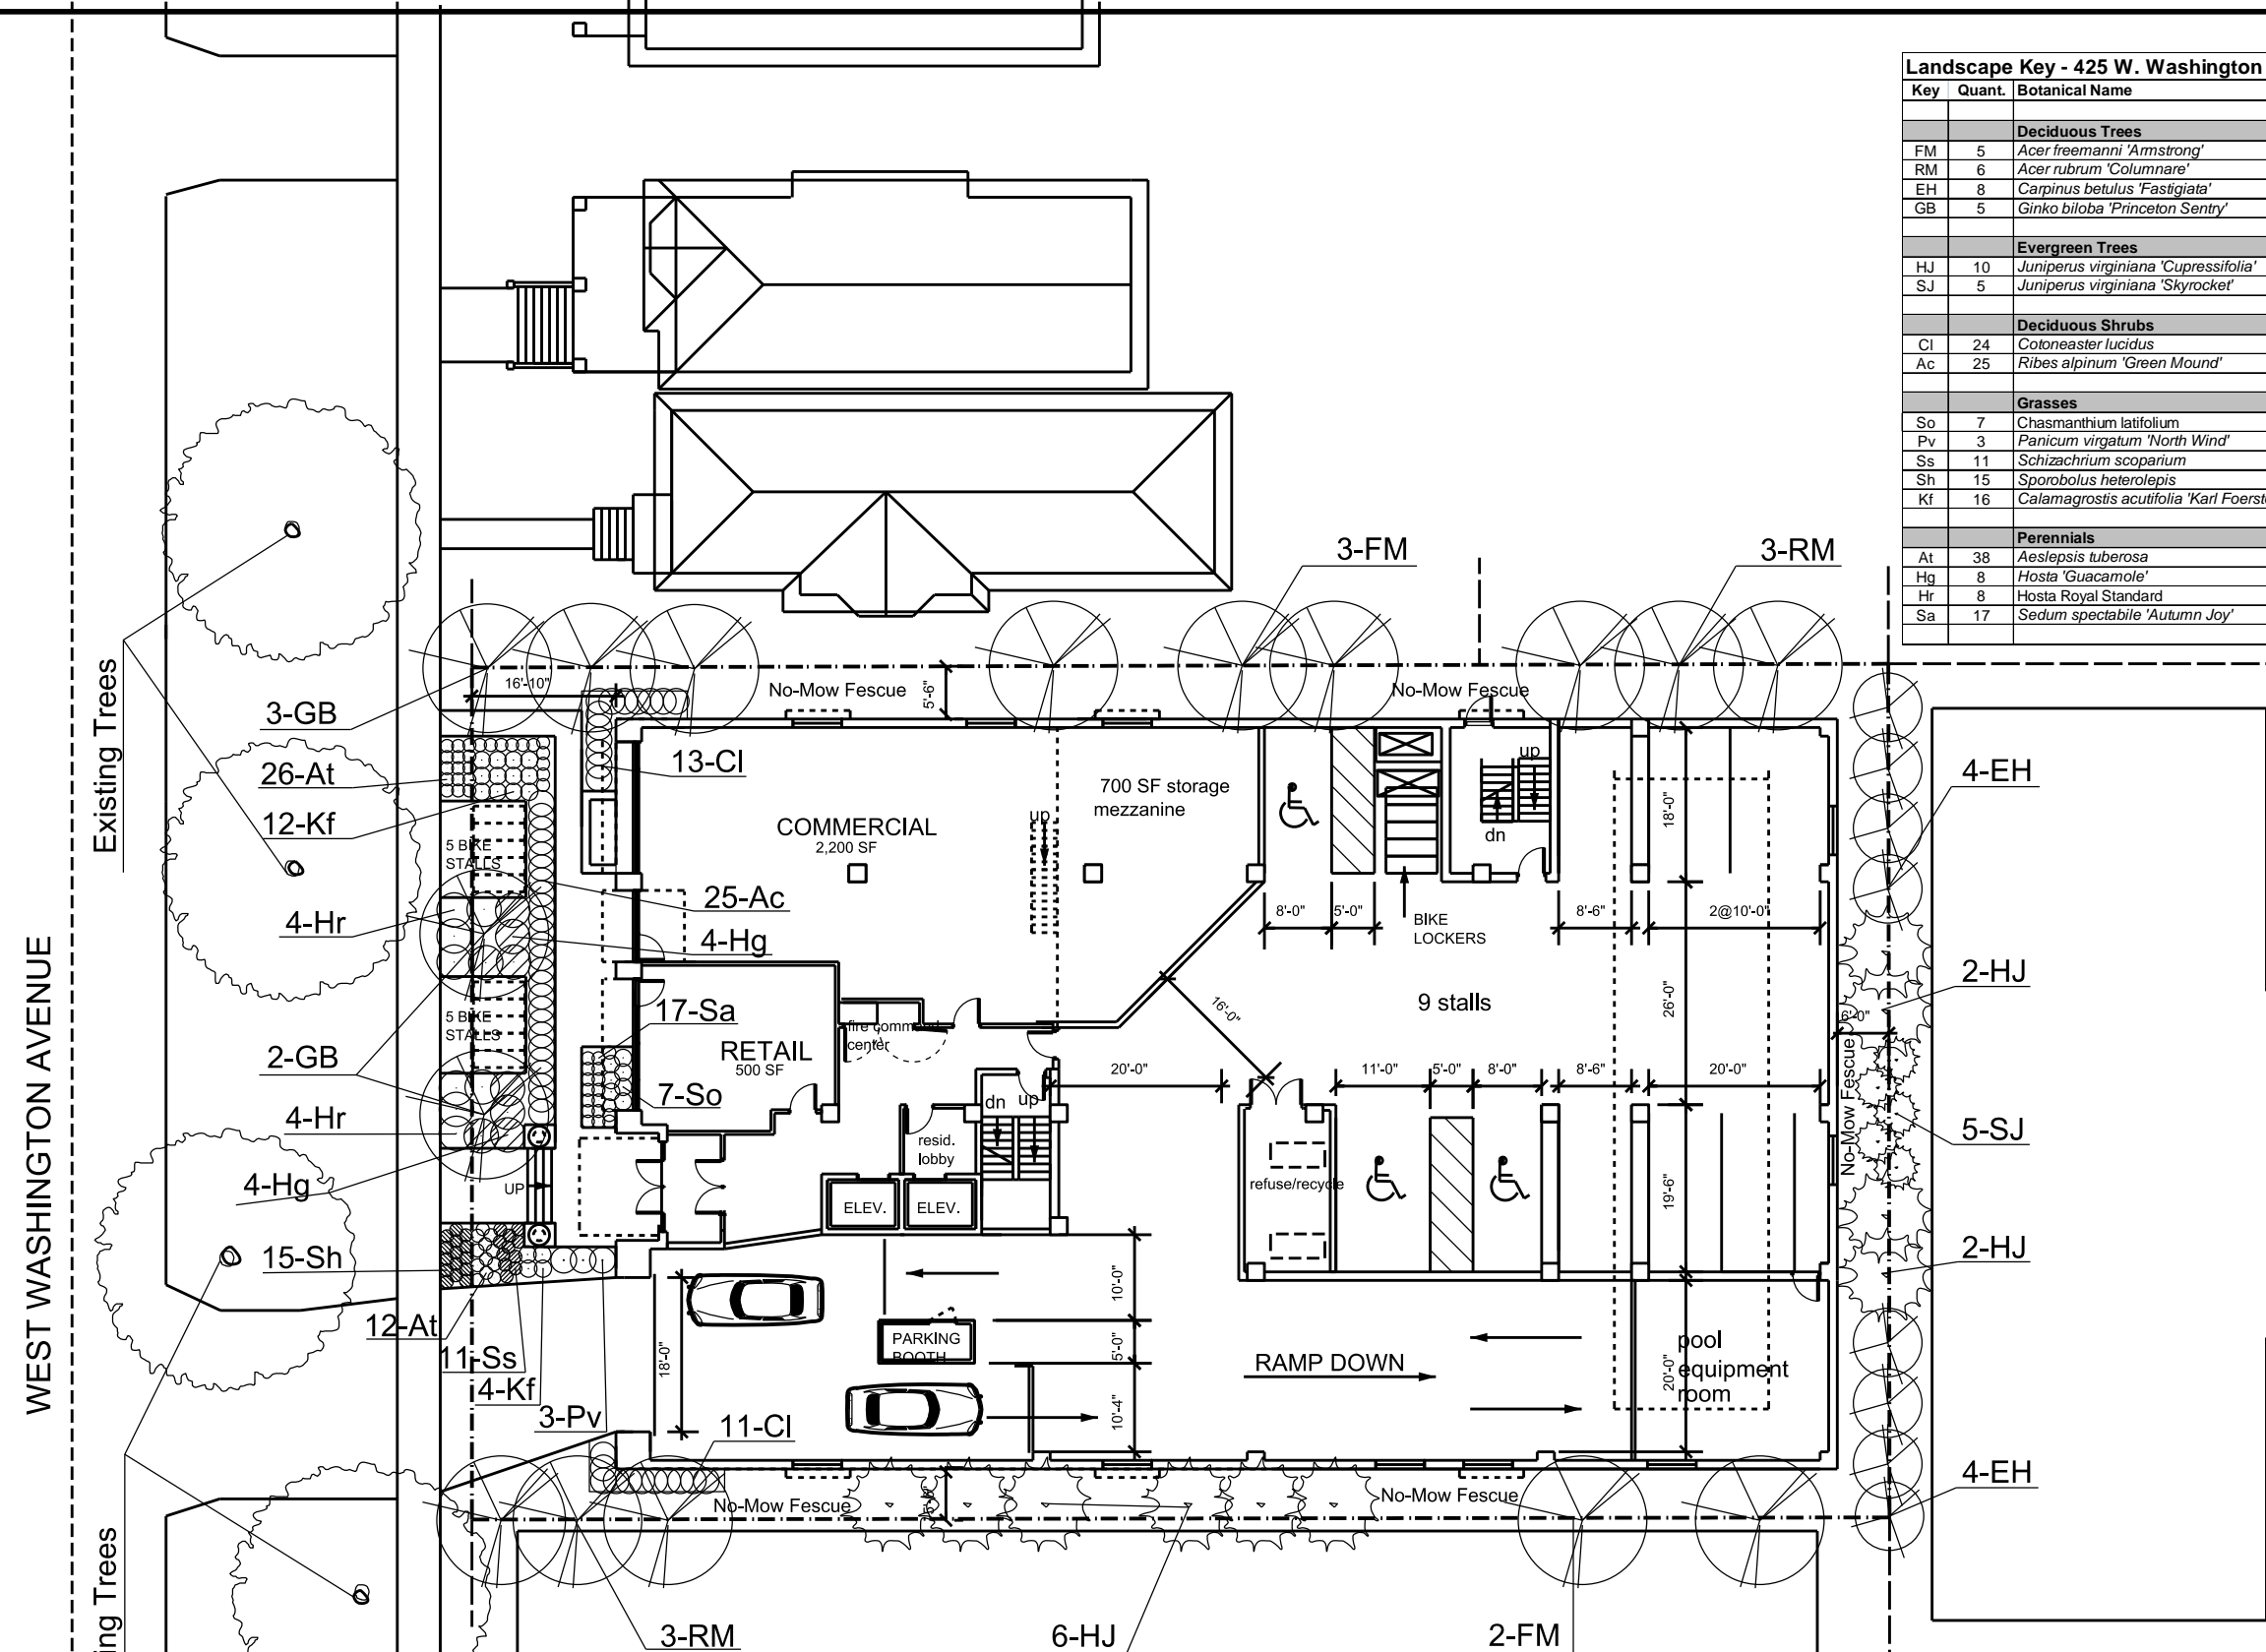 Landscape Key - 425 W. Washington
Key Quant. Botanical Name
Deciduous Trees
FM 5 Acer freemanni 'Armstrong'
RM 6 Acer rubrum 'Columnare'
EH 8 Carpinus betulus 'Fastigiata'
GB 5 Ginko biloba 'Princeton Sentry'
Evergreen Trees
HJ 10 Juniperus virginiana 'Cupressifolia'
SJ 5 Juniperus virginiana 'Skyrocket'
Deciduous Shrubs
Cl 24 Cotoneaster lucidus
Ac 25 Ribes alpinum 'Green Mound'
Grasses
So 7 Chasmanthium latifolium
Pv 3 Panicum virgatum 'North Wind'
Ss 11 Schizachrium scoparium
Sh 15 Sporobolus heterolepis
Kf 16 Calamagrostis acutifolia 'Karl Foerst
Perennials
At 38 Aeslepsis tuberosa
Hg 8 Hosta 'Guacamole'
Hr 8 Hosta Royal Standard
Sa 17 Sedum spectabile 'Autumn Joy'
3-FM
3-RM
Existing Trees
WEST WASHINGTON AVENUE
ing Trees
3-GB
26-At
12-Kf
4-Hr
2-GB
4-Hr
4-Hg
15-Sh
12-At
11-Ss
4-Kf
3-Pv
16'-10"
No-Mow Fescue
5'-6"
No-Mow Fescue
13-Cl
5 BIKE
STALLS
25-Ac
4-Hg
5 BIKE
STALLS
17-Sa
7-So
UP
COMMERCIAL
2,200 SF
up
700 SF storage
mezzanine
RETAIL
500 SF
fire command
center
resid.
lobby
dn up
ELEV.
ELEV.
up
dn
8'-0"
5'-0"
BIKE
LOCKERS
8'-6"
2@10'-0"
18'-0"
26'-0"
16'-0"
9 stalls
20'-0"
11'-0"
5'-0"
8'-0"
8'-6"
20'-0"
19'-6"
refuse/recycle
6'-0"
No-Mow Fescue
4-EH
2-HJ
5-SJ
2-HJ
4-EH
10'-0"
5'-0"
10'-4"
18'-0"
PARKING
BOOTH
RAMP DOWN
pool
equipment
room
20'-0"
11-Cl
No-Mow Fescue
No-Mow Fescue
3-RM
6-HJ
2-FM